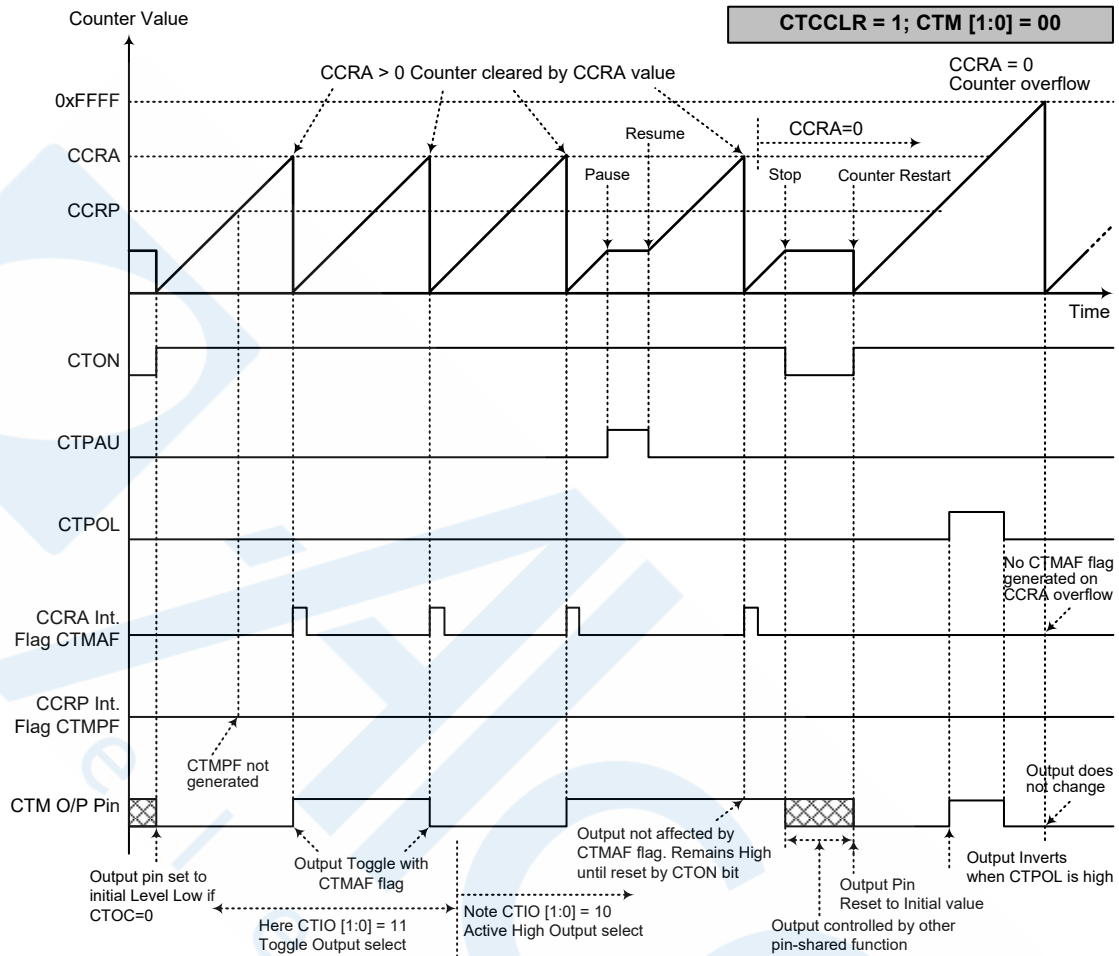 Counter Value
CTCCLR = 1; CTM [1:0] = 00
CCRA > 0 Counter cleared by CCRA value
CCRA = 0
Counter overflow
0xFFFF
Resume
CCRA=0
CCRA
Pause
Stop
Counter Restart
CCRP
Time
CTON
CTPAU
CTPOL
No CTMAF flag
generated on
CCRA overflow
CCRA Int.
Flag CTMAF
CCRP Int.
Flag CTMPF
CTMPF not
generated
Output does
not change
CTM O/P Pin
Output pin set to
initial Level Low if
CTOC=0
Output Toggle with
CTMAF flag
Output not affected by
CTMAF flag. Remains High
until reset by CTON bit
Output Inverts
when CTPOL is high
Output Pin
Reset to Initial value
Here CTIO [1:0] = 11
Toggle Output select
Note CTIO [1:0] = 10
Active High Output select
Output controlled by other
pin-shared function